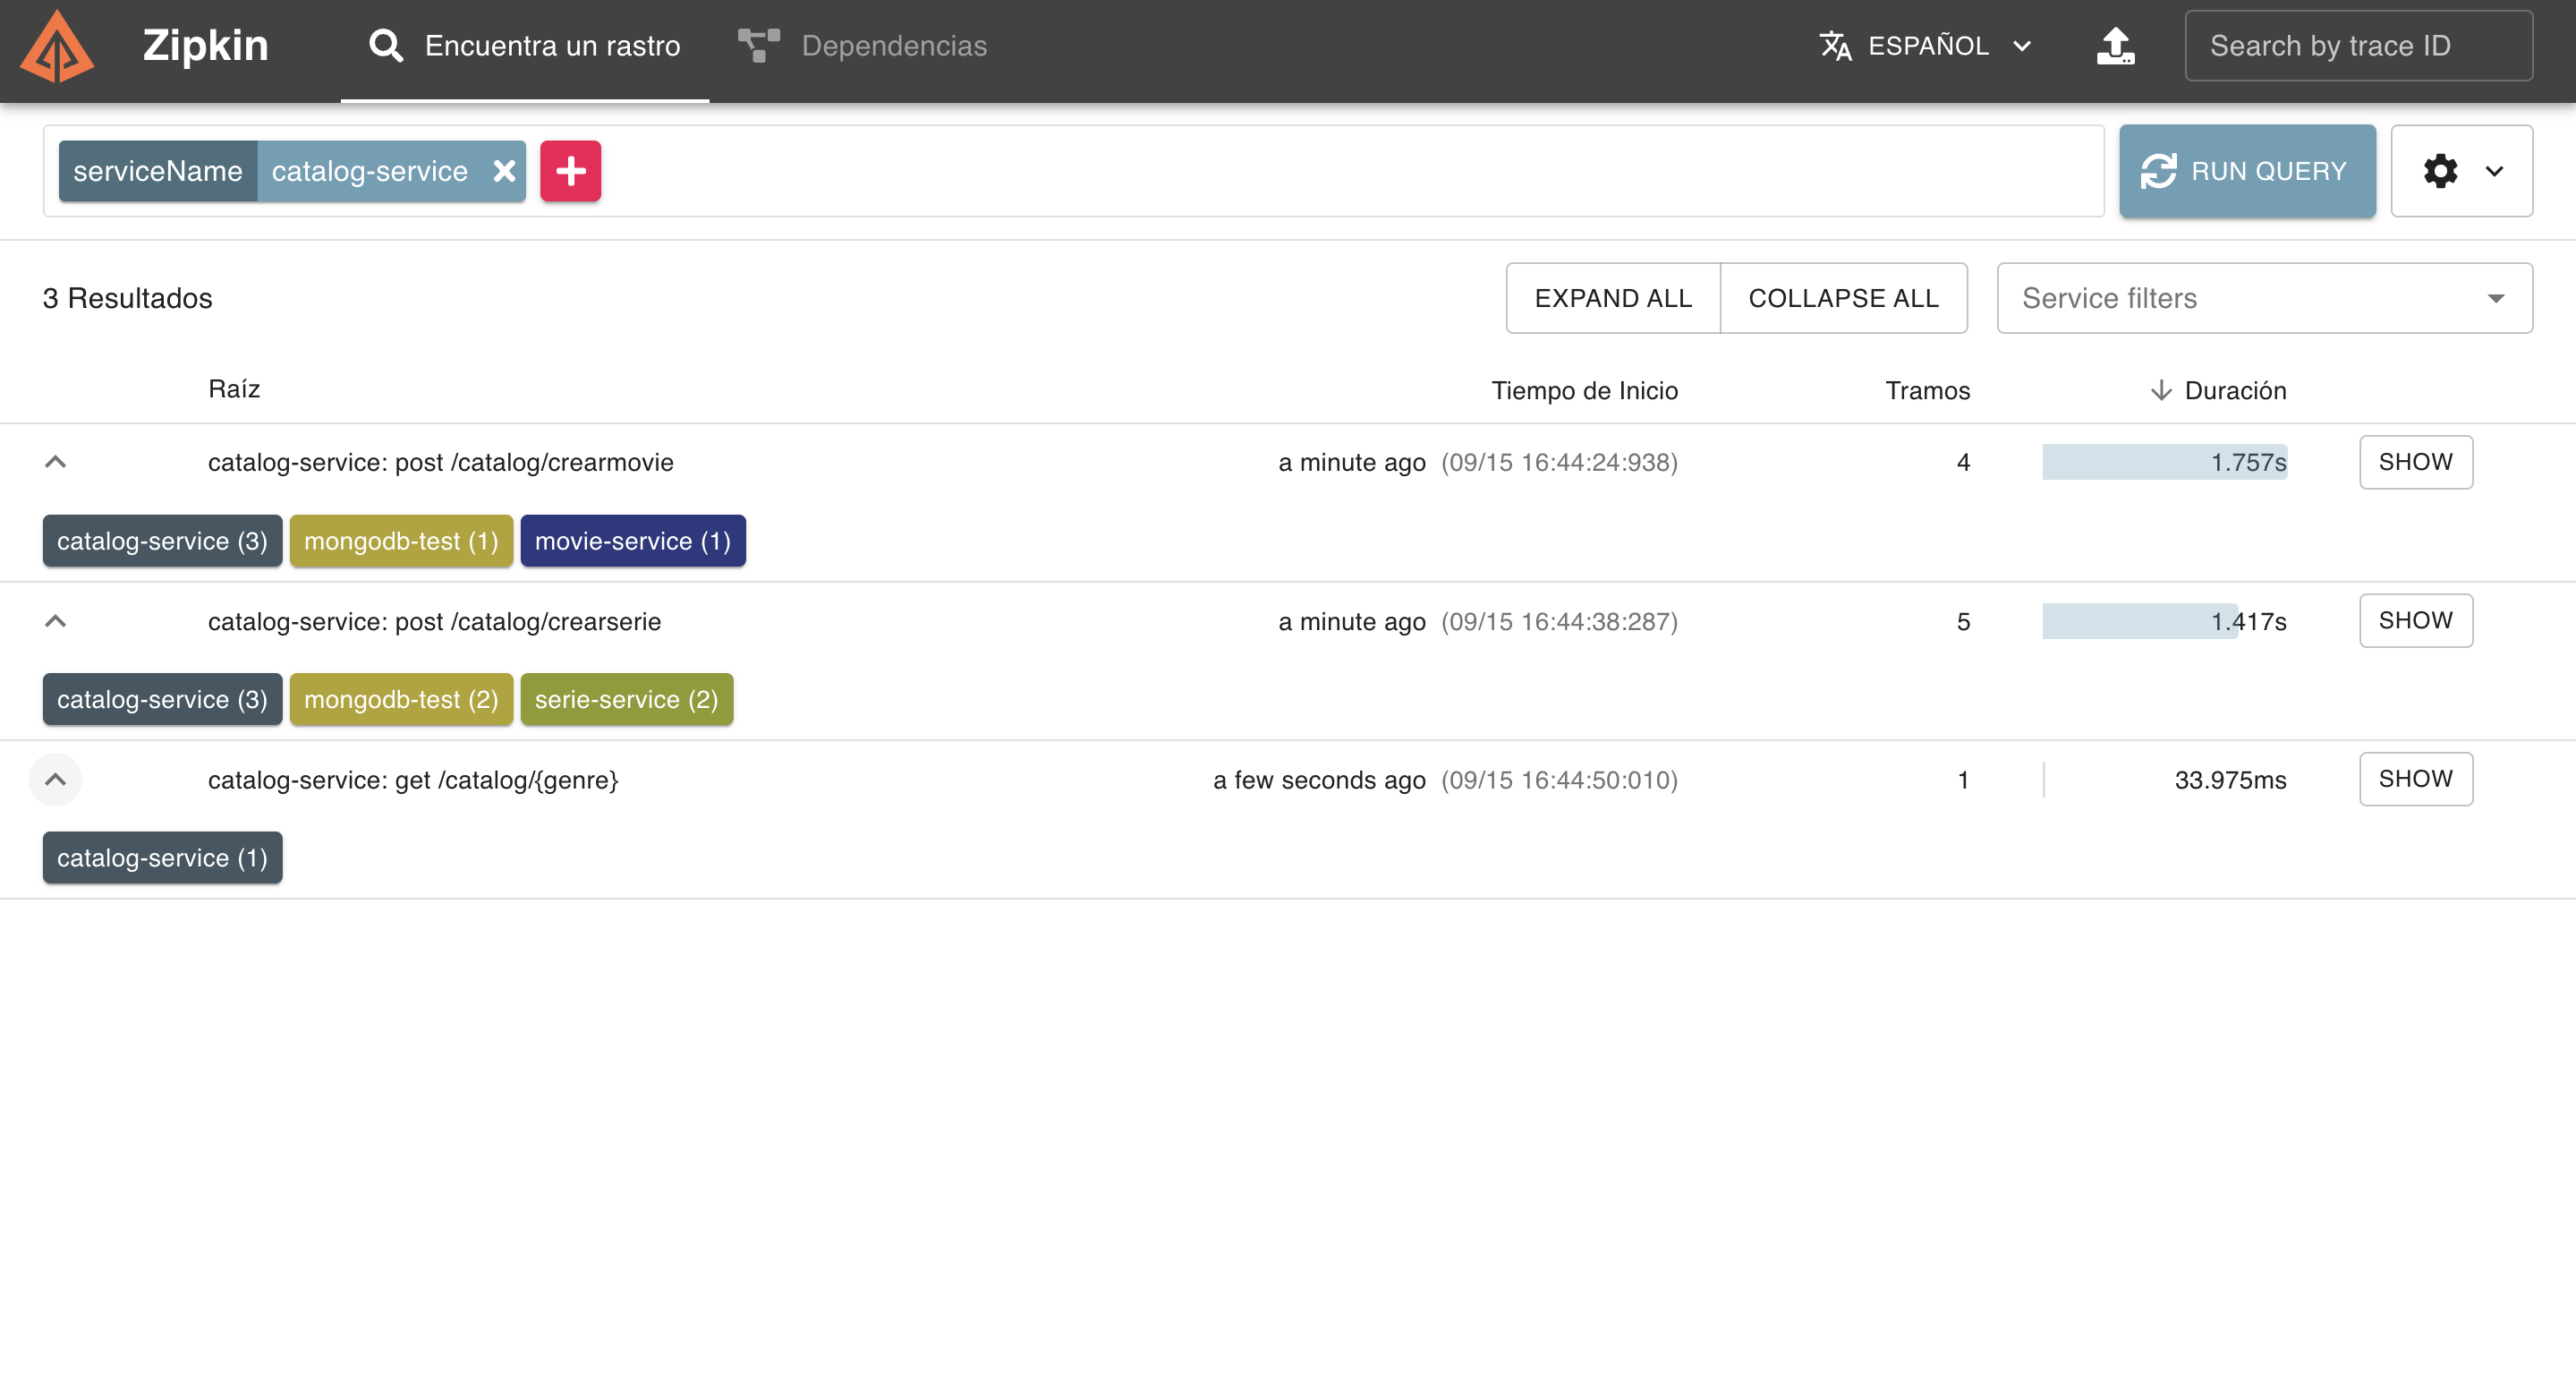 Zipkin Encuentra un rastro Dependencias ESPAÑOL Search by trace ID
serviceName catalog-service RUN QUERY
3 Resultados EXPAND ALL COLLAPSE ALL Service filters
Raíz Tiempo de Inicio Tramos Duración
catalog-service: post /catalog/crearmovie a minute ago (09/15 16:44:24:938) 4 1.757s SHOW
catalog-service (3) mongodb-test (1) movie-service (1)
catalog-service: post /catalog/crearserie a minute ago (09/15 16:44:38:287) 5 1.417s SHOW
catalog-service (3) mongodb-test (2) serie-service (2)
catalog-service: get /catalog/{genre} a few seconds ago (09/15 16:44:50:010) 1 33.975ms SHOW
catalog-service (1)